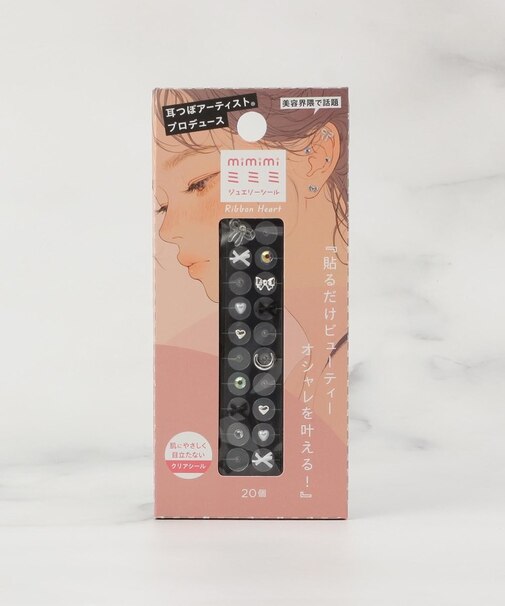 耳つぼアーティスト®
プロデュース
美容界隈で話題
mimimi
ミミミ
ジュエリーシール
Ribbon Heart
『貼るだけビューティー
オシャレを叶える!』
肌にやさしく
目立たない
クリアシール
20個